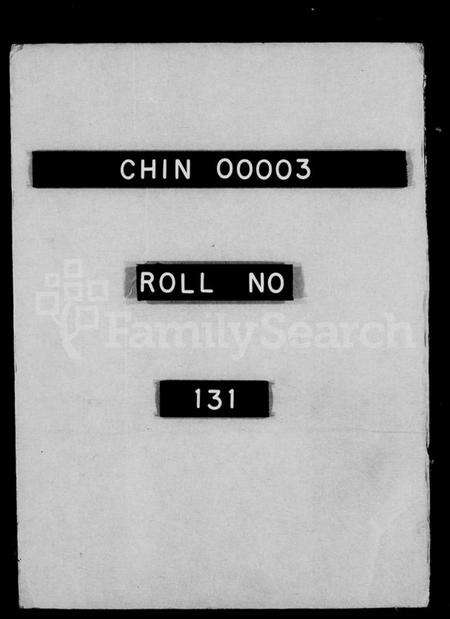 CHIN 00003
ROLL NO
FamilySearch
131